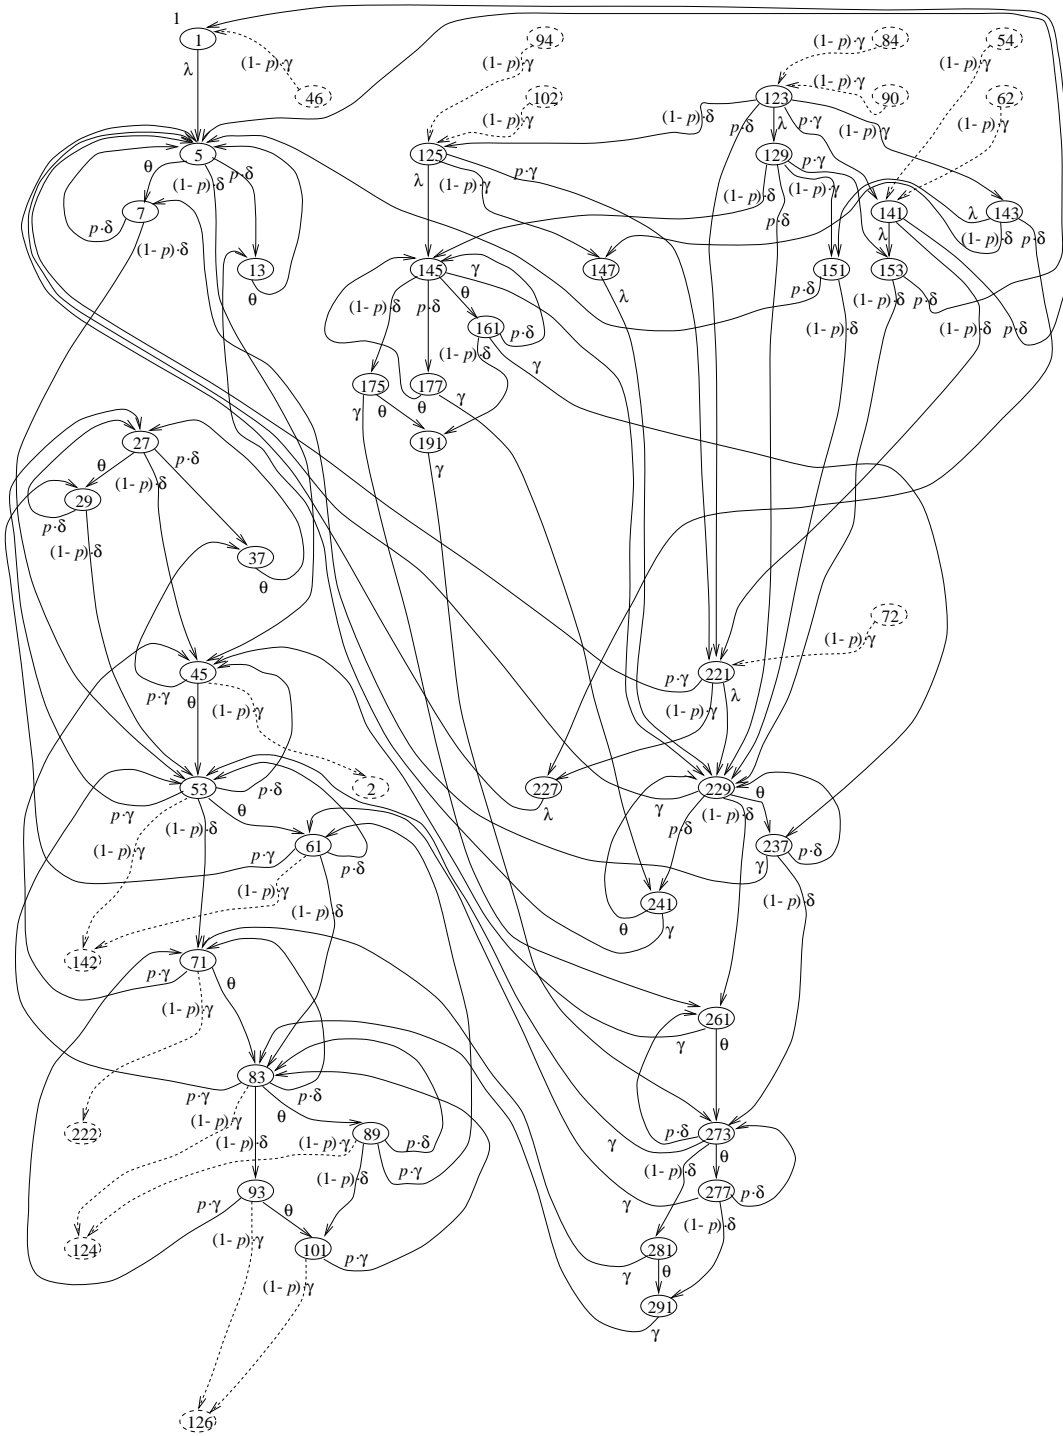 1
1
λ
(1- p)·γ
46
94
(1- p)·γ
102
(1- p)·γ
84
(1- p)·γ
54
(1- p)·γ
90
(1- p)·γ
62
(1- p)·γ
123
(1- p)·δ
p·δ
λ
p·γ
(1- p)·γ
5
θ
(1- p)·δ
p·δ
125
λ
(1- p)·γ
p·γ
129
(1- p)·δ
p·δ
(1- p)·γ
p·γ
7
p·δ
(1- p)·δ
141
λ
(1- p)·δ
p·δ
143
λ
(1- p)·δ
p·δ
13
θ
145
(1- p)·δ
p·δ
θ
γ
147
λ
151
p·δ
(1- p)·δ
153
(1- p)·δ
p·δ
161
(1- p)·δ
p·δ
γ
175
γ
θ
177
θ
γ
191
γ
27
θ
(1- p)·δ
p·δ
29
p·δ
(1- p)·δ
37
θ
72
(1- p)·γ
45
p·γ
θ
(1- p)·γ
221
p·γ
(1- p)·γ
λ
2
53
p·γ
(1- p)·γ
(1- p)·δ
θ
p·δ
227
λ
229
γ
p·δ
(1- p)·δ
θ
61
p·γ
(1- p)·γ
(1- p)·δ
p·δ
237
γ
(1- p)·δ
p·δ
241
θ
γ
142
71
p·γ
(1- p)·γ
θ
261
γ
θ
83
p·γ
(1- p)·γ
(1- p)·δ
θ
p·δ
222
89
(1- p)·γ
(1- p)·δ
p·δ
p·γ
273
γ
p·δ
(1- p)·δ
θ
93
p·γ
(1- p)·γ
θ
277
γ
(1- p)·δ
p·δ
124
101
(1- p)·γ
p·γ
281
γ
θ
291
γ
126